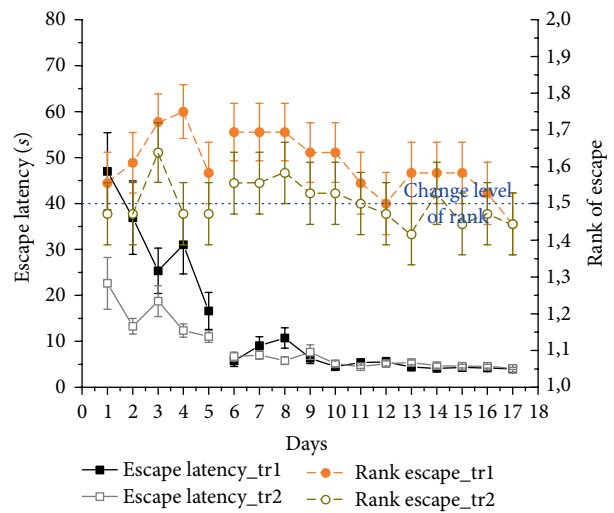 80
70
60
50
40
30
20
10
0
Escape latency (s)
2,0
1,9
1,8
1,7
1,6
1,5
1,4
1,3
1,2
1,1
1,0
Rank of escape
Change level
of rank
0 1 2 3 4 5 6 7 8 9 10 11 12 13 14 15 16 17 18
Days
Escape latency_tr1
Rank escape_tr1
Escape latency_tr2
Rank escape_tr2